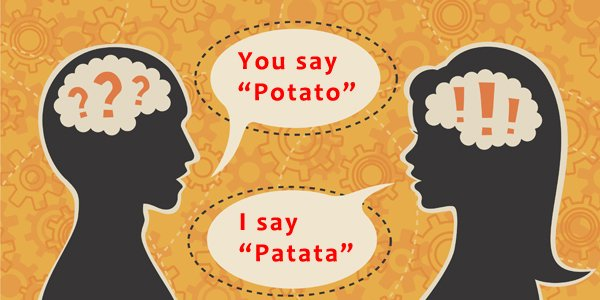 ? ? ?
You say
“Potato”
! ! !
I say
“Patata”